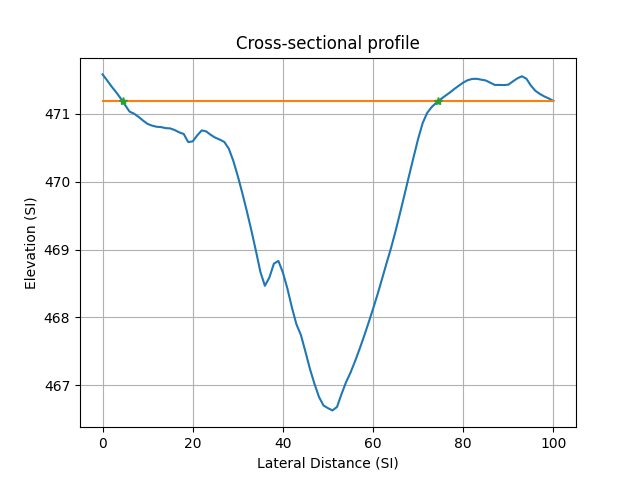 Cross-sectional profile
Elevation (SI)
471
470
469
468
467
0 20 40 60 80 100
Lateral Distance (SI)